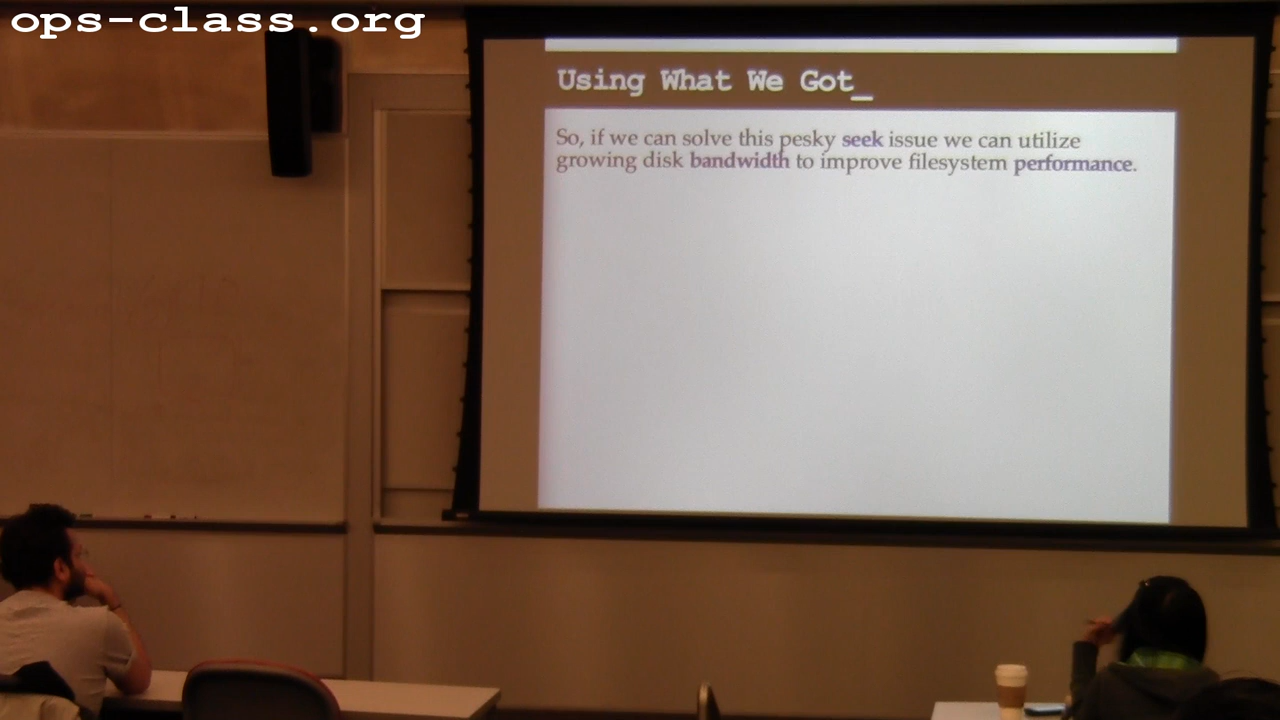 ops-class.org
Using What We Got_
So, if we can solve this pesky seek issue we can utilize
growing disk bandwidth to improve filesystem performance.